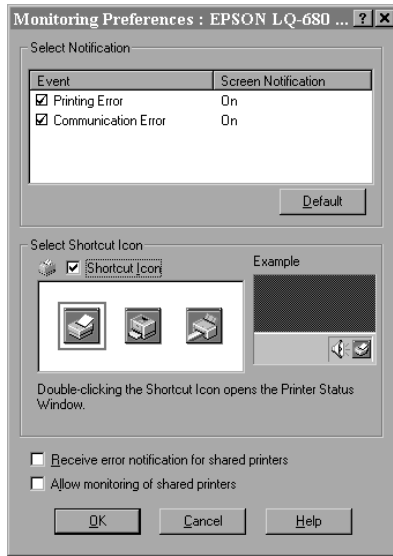 Monitoring Preferences : EPSON LQ-680 ...
Select Notification
Event Screen Notification
Printing Error On
Communication Error On
Default
Select Shortcut Icon
Shortcut Icon Example
Double-clicking the Shortcut Icon opens the Printer Status
Window.
Receive error notification for shared printers
Allow monitoring of shared printers
OK Cancel Help